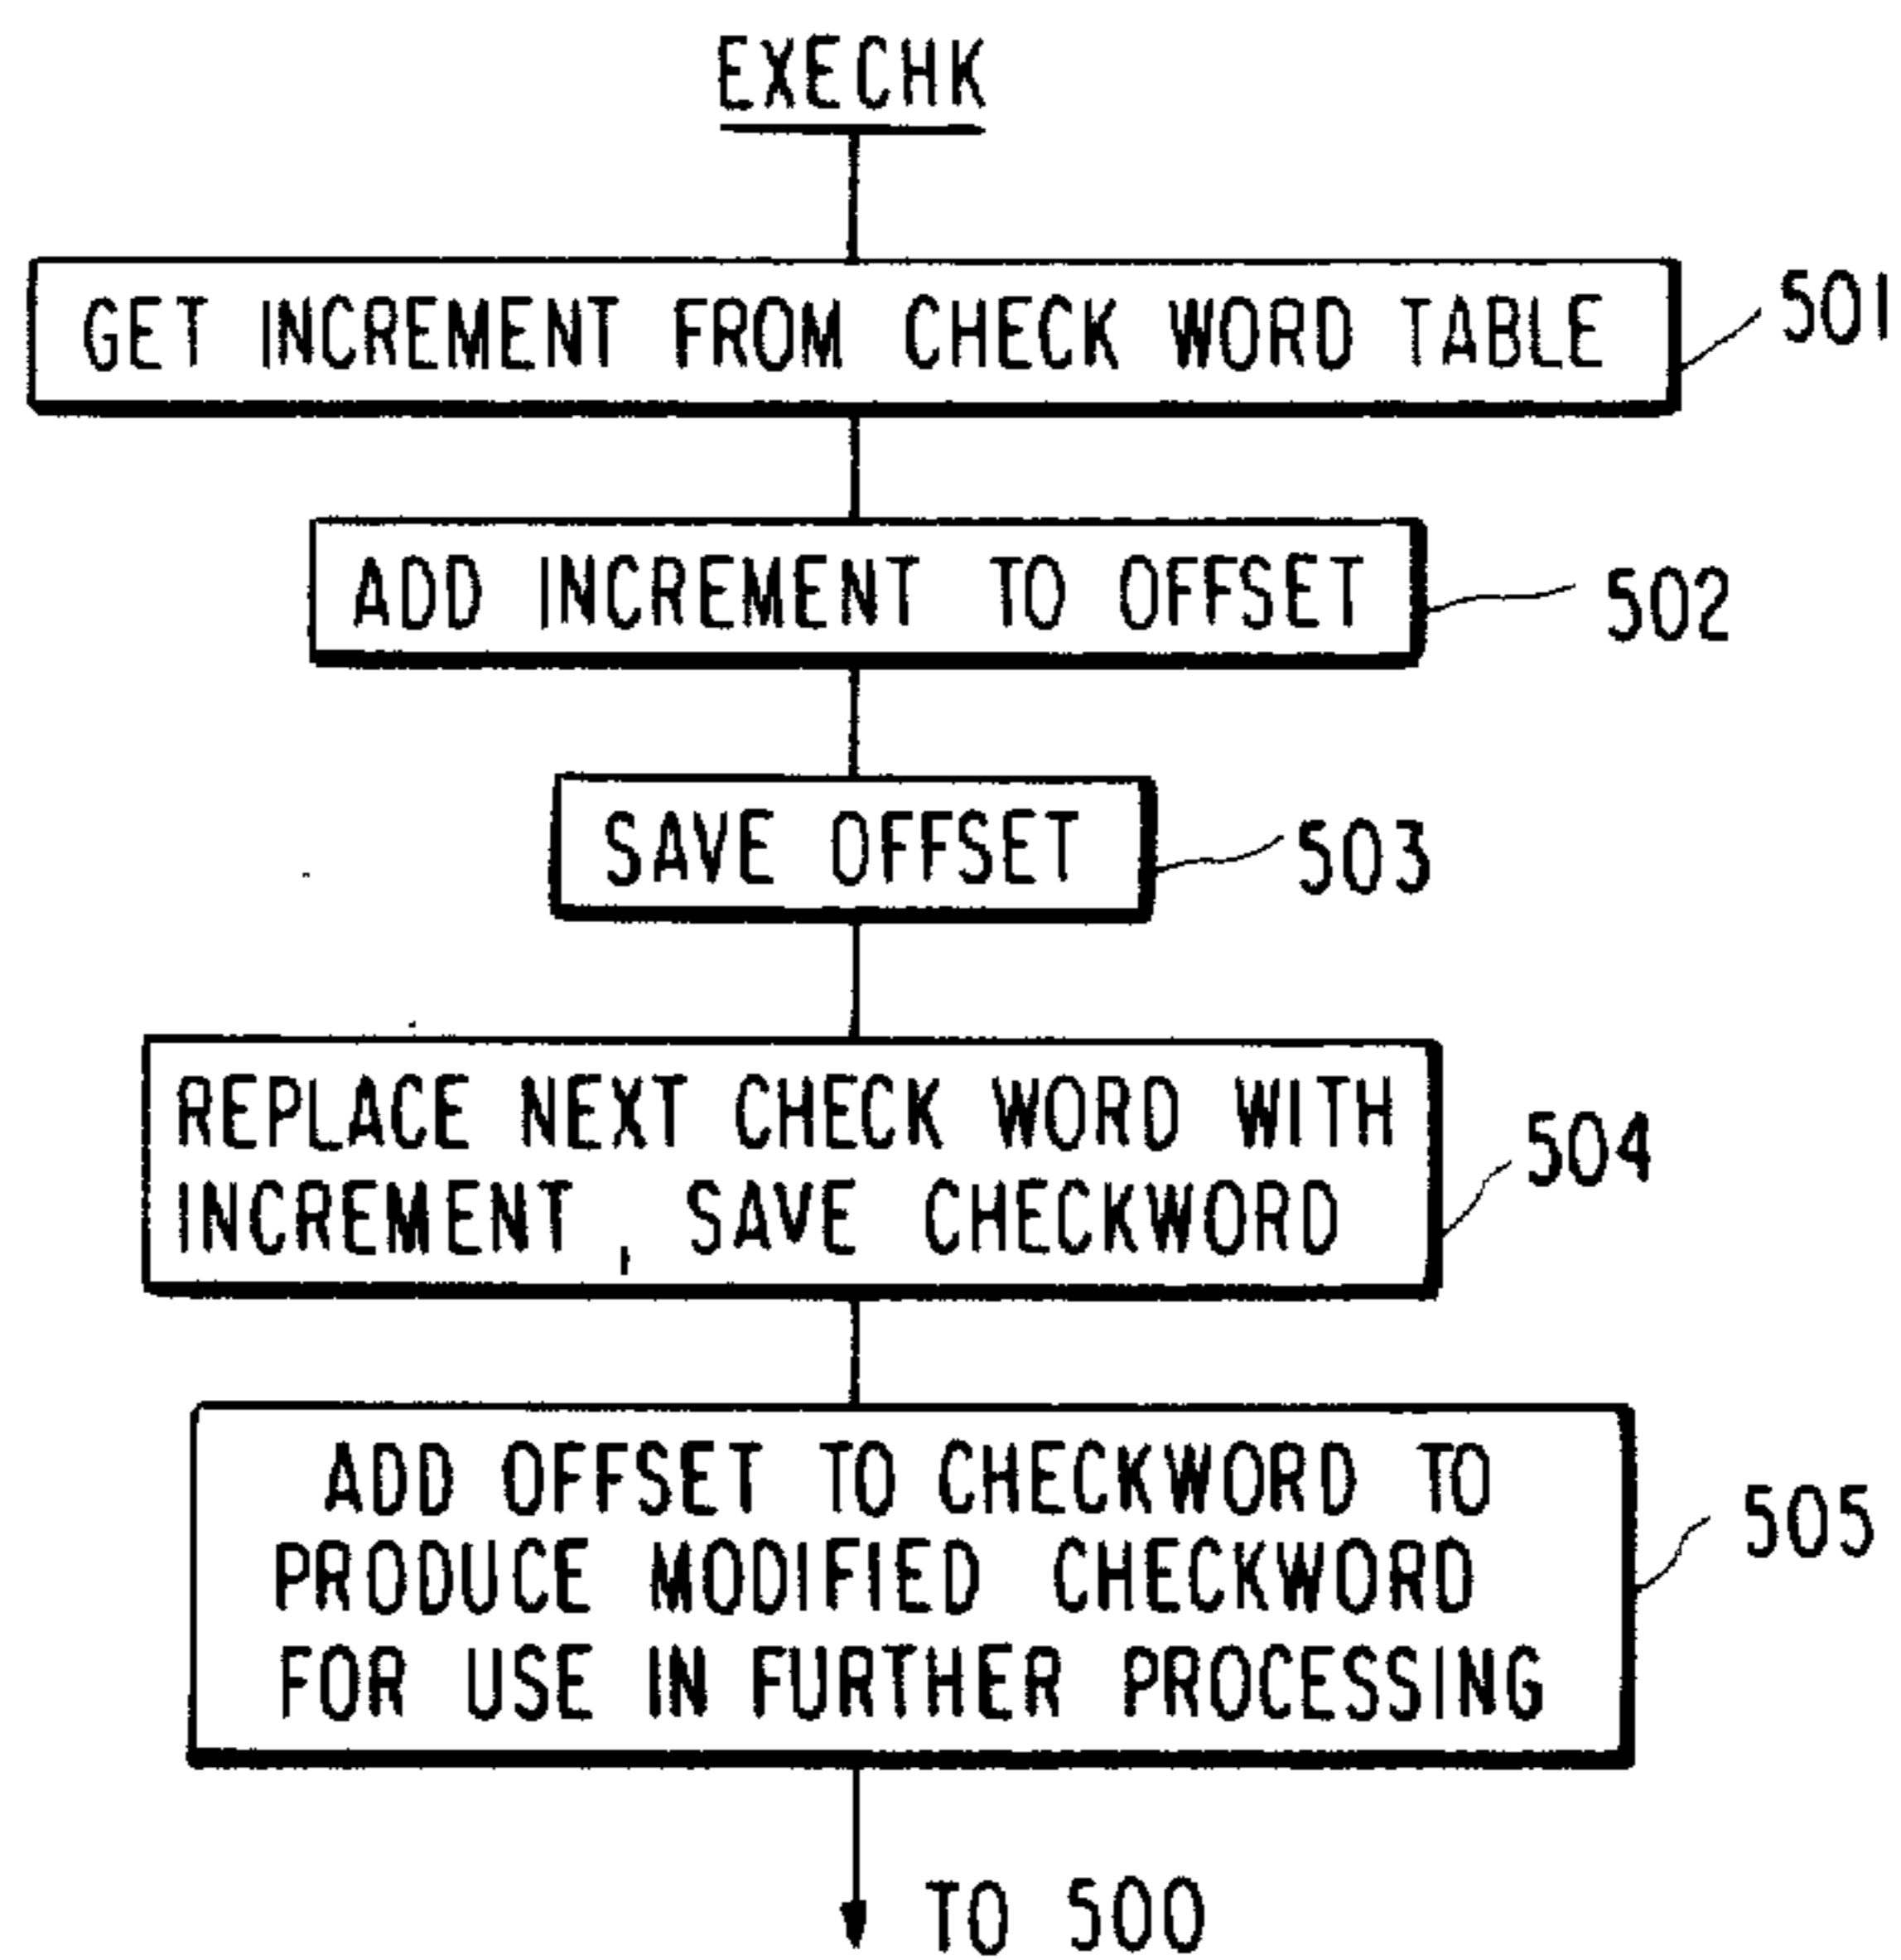 EXECHK
GET INCREMENT FROM CHECK WORD TABLE
501
ADD INCREMENT TO OFFSET
502
SAVE OFFSET
503
REPLACE NEXT CHECK WORD WITH
INCREMENT, SAVE CHECKWORD
504
ADD OFFSET TO CHECKWORD TO
PRODUCE MODIFIED CHECKWORD
FOR USE IN FURTHER PROCESSING
505
TO 500